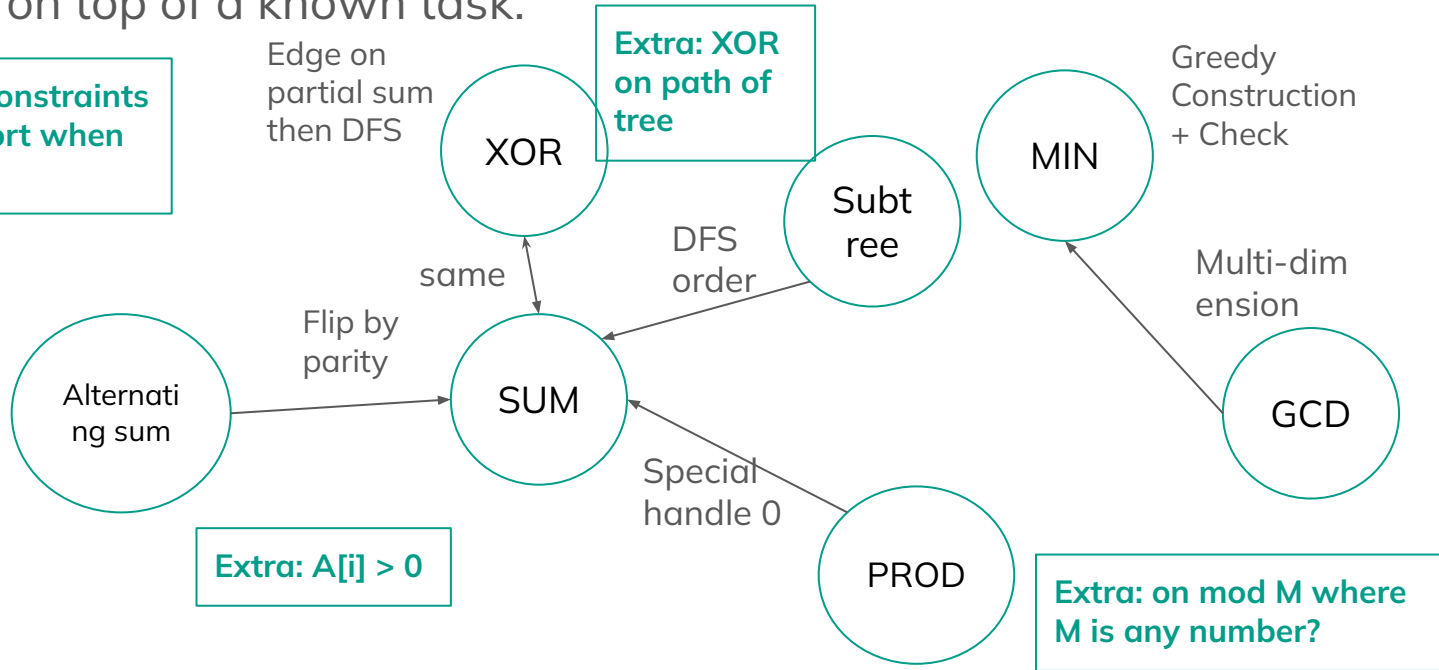 on top of a known task.
Edge on
partial sum
then DFS
Extra: XOR
on path of
tree
Greedy
Construction
+ Check
onstraints
rt when
XOR
MIN
Subt
ree
DFS
order
same
Multi-dim
ension
Flip by
parity
Alternati
ng sum
SUM
GCD
Special
handle 0
Extra: A[i] > 0
PROD
Extra: on mod M where
M is any number?